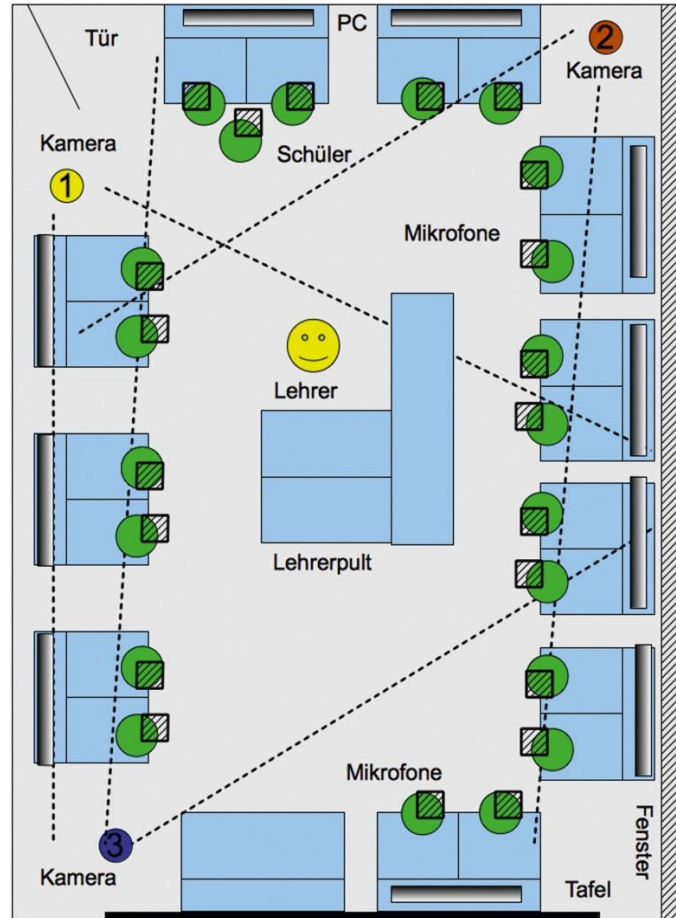 Tür
PC
2
Kamera
Kamera
1
Schüler
Mikrofone
Lehrer
Lehrerpult
Mikrofone
3
Kamera
Tafel
Fenster